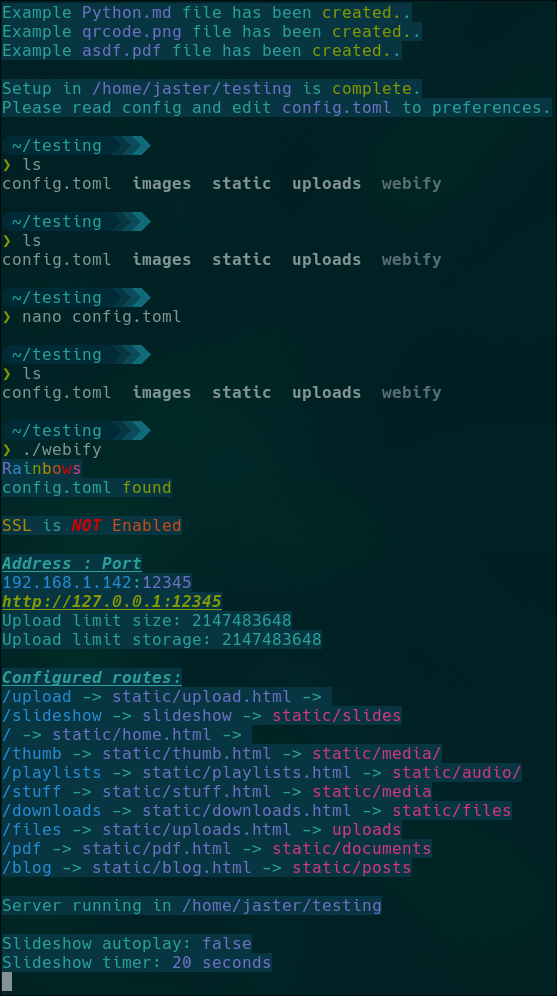 Example Python.md file has been created..
Example qrcode.png file has been created..
Example asdf.pdf file has been created..
Setup in /home/jaster/testing is complete.
Please read config and edit config.toml to preferences.
~/testing
❯ ls
config.toml  images  static  uploads  webify
~/testing
❯ ls
config.toml  images  static  uploads  webify
~/testing
❯ nano config.toml
~/testing
❯ ls
config.toml  images  static  uploads  webify
~/testing
❯ ./webify
Rainbows
config.toml found
SSL is NOT Enabled
Address : Port
192.168.1.142:12345
http://127.0.0.1:12345
Upload limit size: 2147483648
Upload limit storage: 2147483648
Configured routes:
/upload -> static/upload.html ->
/slideshow -> slideshow -> static/slides
/ -> static/home.html ->
/thumb -> static/thumb.html -> static/media/
/playlists -> static/playlists.html -> static/audio/
/stuff -> static/stuff.html -> static/media
/downloads -> static/downloads.html -> static/files
/files -> static/uploads.html -> uploads
/pdf -> static/pdf.html -> static/documents
/blog -> static/blog.html -> static/posts
Server running in /home/jaster/testing
Slideshow autoplay: false
Slideshow timer: 20 seconds